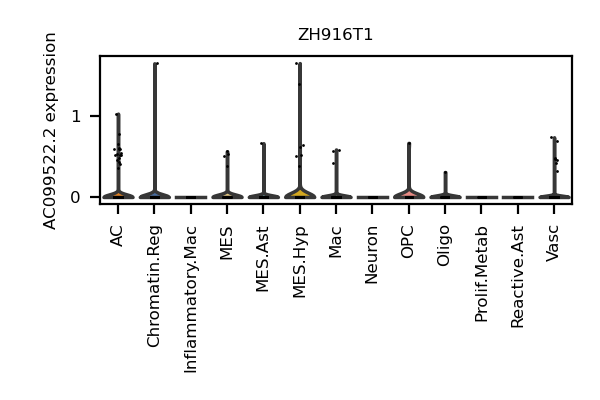 ZH916T1
AC099522.2 expression
1
0
AC
Chromatin.Reg
Inflammatory.Mac
MES
MES.Ast
MES.Hyp
Mac
Neuron
OPC
Oligo
Prolif.Metab
Reactive.Ast
Vasc